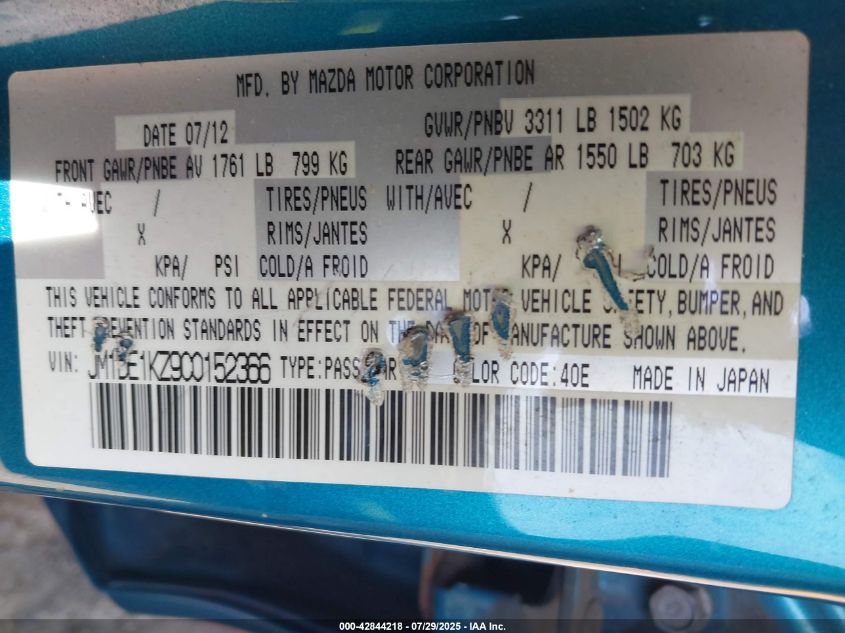 MFD. BY MAZDA MOTOR CORPORATION
DATE 07/12 GVWR/PNBV 3311 LB 1502 KG
FRONT GAWR/PNBE AV 1761 LB 799 KG REAR GAWR/PNBE AR 1550 LB 703 KG
/ TIRES/PNEUS WITH/AVEC / TIRES/PNEUS
X RIMS/JANTES X RIMS/JANTES
KPA/ PSI COLD/A FROID KPA/ COLD/A FROID
THIS VEHICLE CONFORMS TO ALL APPLICABLE FEDERAL VEHICLE BUMPER, AND
THEFT STANDARDS IN EFFECT ON OF SHOWN ABOVE.
VIN: TYPE: CODE:40E MADE IN JAPAN
000-42844218 - 07/29/2025 - IAA Inc.